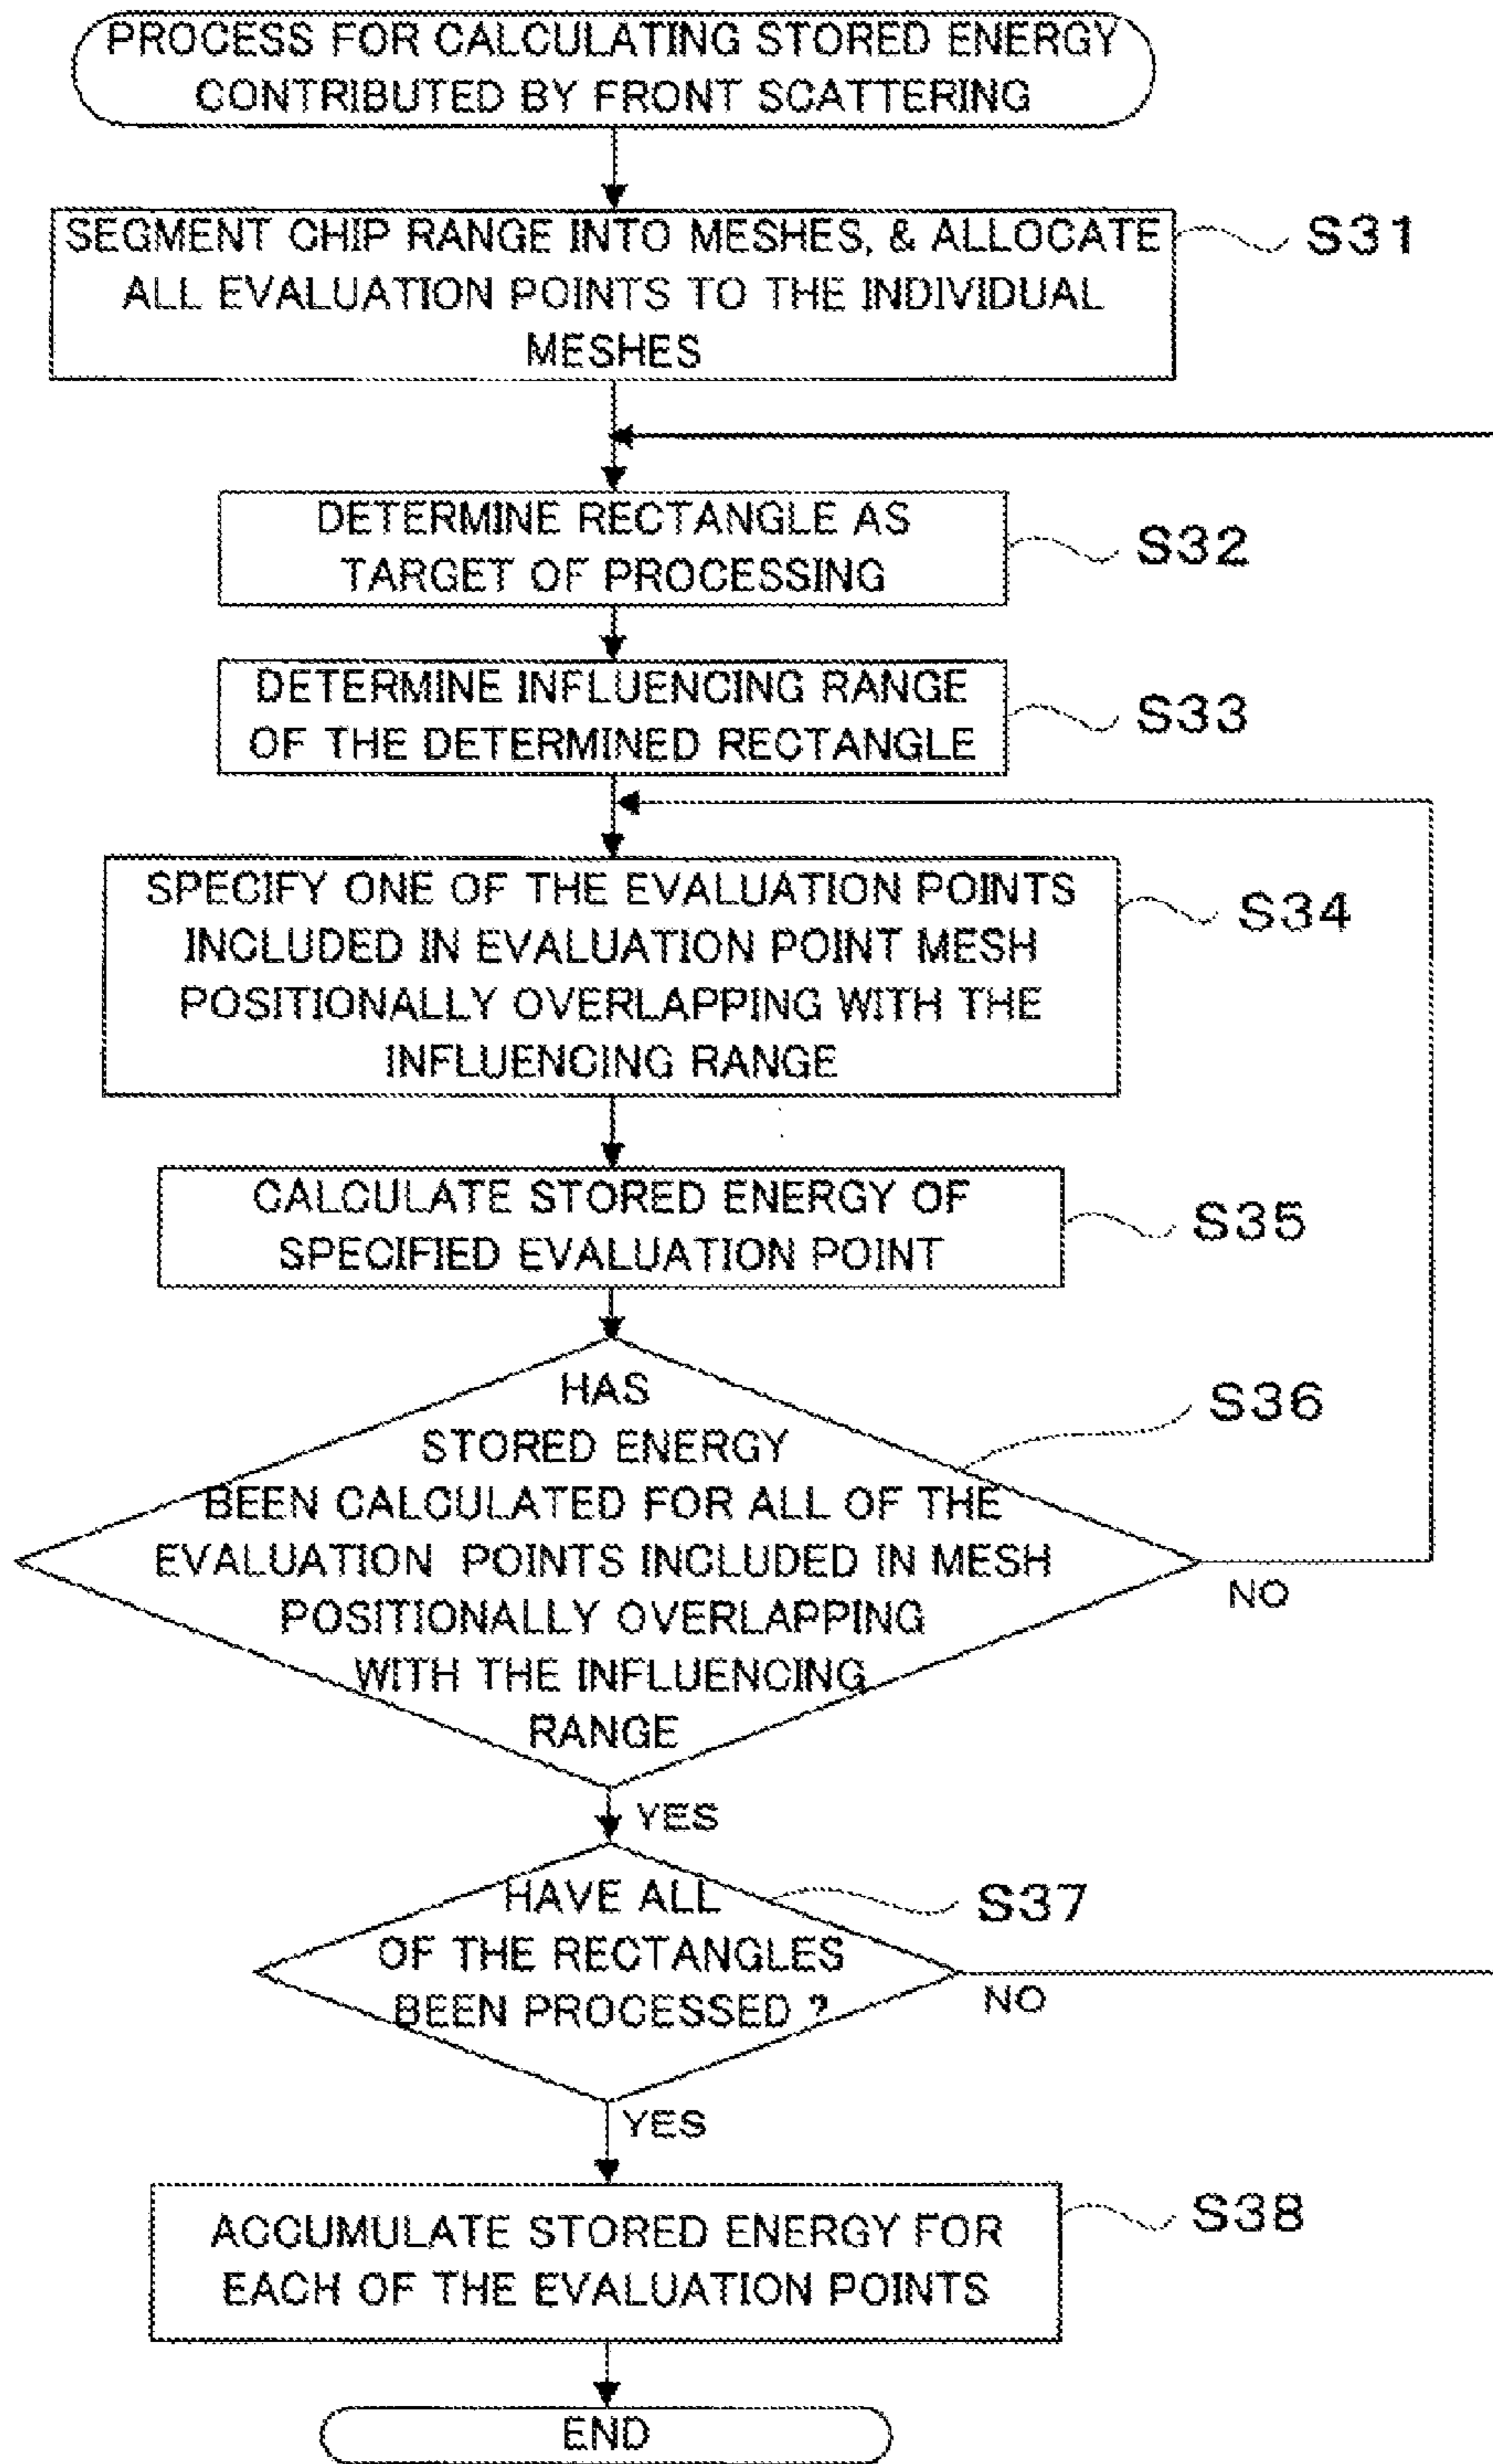 PROCESS FOR CALCULATING STORED ENERGY
CONTRIBUTED BY FRONT SCATTERING
SEGMENT CHIP RANGE INTO MESHES, & ALLOCATE
ALL EVALUATION POINTS TO THE INDIVIDUAL
MESHES
S31
DETERMINE RECTANGLE AS
TARGET OF PROCESSING
S32
DETERMINE INFLUENCING RANGE
OF THE DETERMINED RECTANGLE
S33
SPECIFY ONE OF THE EVALUATION POINTS
INCLUDED IN EVALUATION POINT MESH
POSITIONALLY OVERLAPPING WITH THE
INFLUENCING RANGE
S34
CALCULATE STORED ENERGY OF
SPECIFIED EVALUATION POINT
S35
HAS
STORED ENERGY
BEEN CALCULATED FOR ALL OF THE
EVALUATION POINTS INCLUDED IN MESH
POSITIONALLY OVERLAPPING
WITH THE INFLUENCING
RANGE
S36
NO
YES
HAVE ALL
OF THE RECTANGLES
BEEN PROCESSED ?
S37
NO
YES
ACCUMULATE STORED ENERGY FOR
EACH OF THE EVALUATION POINTS
S38
END